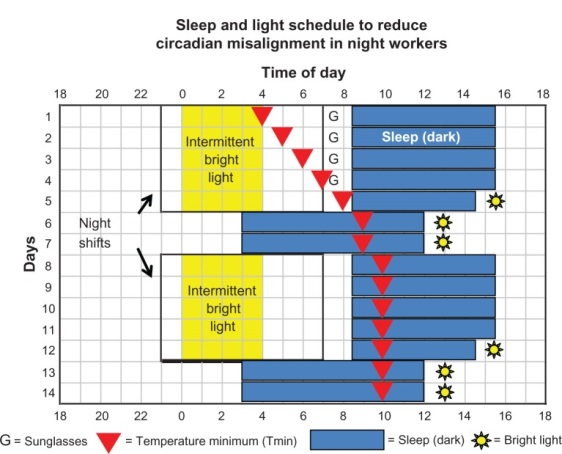 Sleep and light schedule to reduce
circadian misalignment in night workers
Time of day
18 20 22 0 2 4 6 8 10 12 14 16 18
1 G
2 G Sleep (dark)
Intermittent
bright
light
3 G
4 G
5
Night
shifts
6
7
Days
8
9
Intermittent
bright
light
10
11
12
13
14
18 20 22 0 2 4 6 8 10 12 14 16 18
G = Sunglasses = Temperature minimum (Tmin) = Sleep (dark) = Bright light